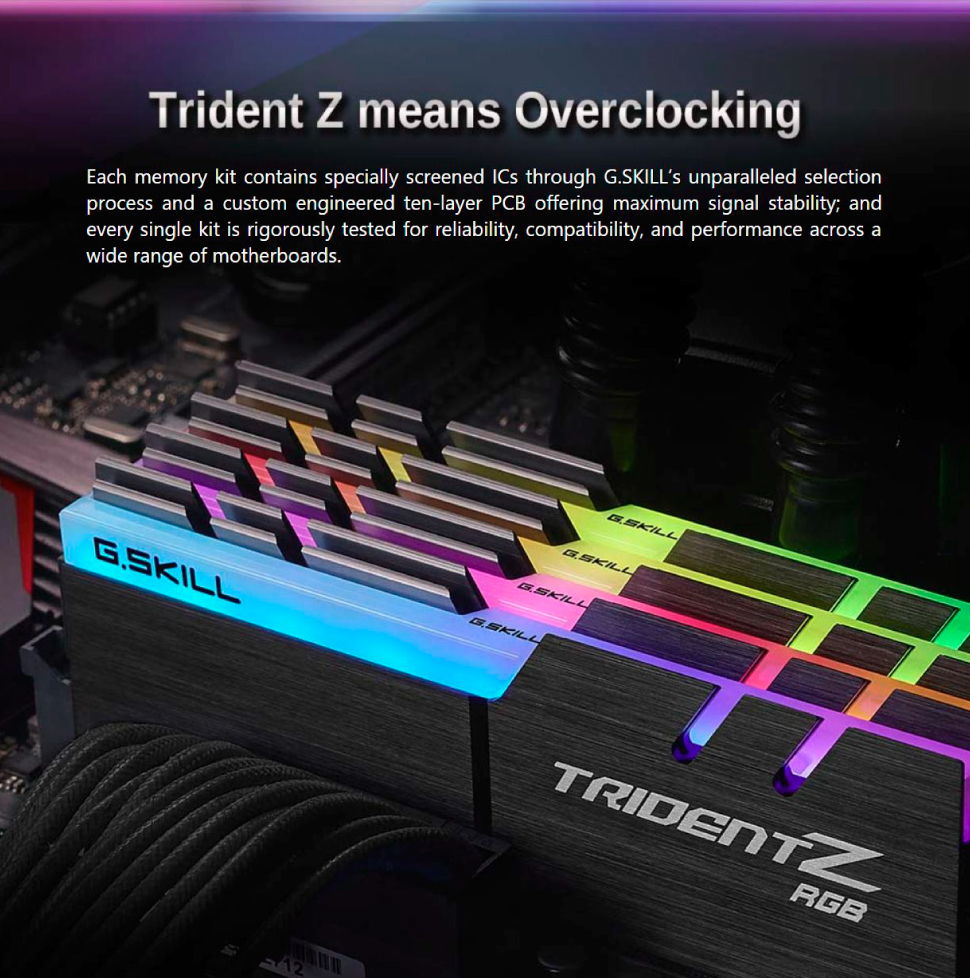 Trident Z means Overclocking
Each memory kit contains specially screened ICs through G.SKILL's unparalleled selection
process and a custom engineered ten-layer PCB offering maximum signal stability; and
every single kit is rigorously tested for reliability, compatibility, and performance across a
wide range of motherboards.
G.SKILL
G.SKILL
G.SKILL
G.SKILL
G.SKILL
TRIDENTZ
RGB